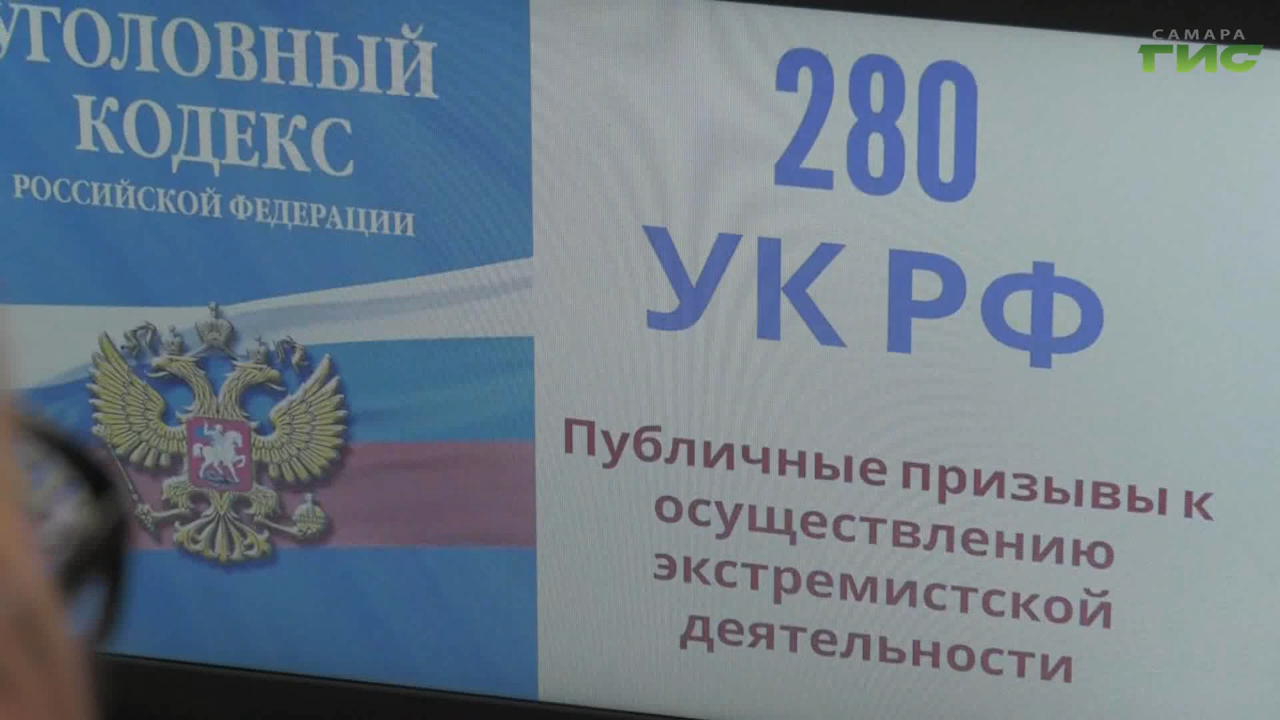 УГОЛОВНЫЙ
КОДЕКС
РОССИЙСКОЙ ФЕДЕРАЦИИ
280
УК РФ
Публичные призывы к
осуществлению
экстремистской
деятельности
САМАРА
ГИС